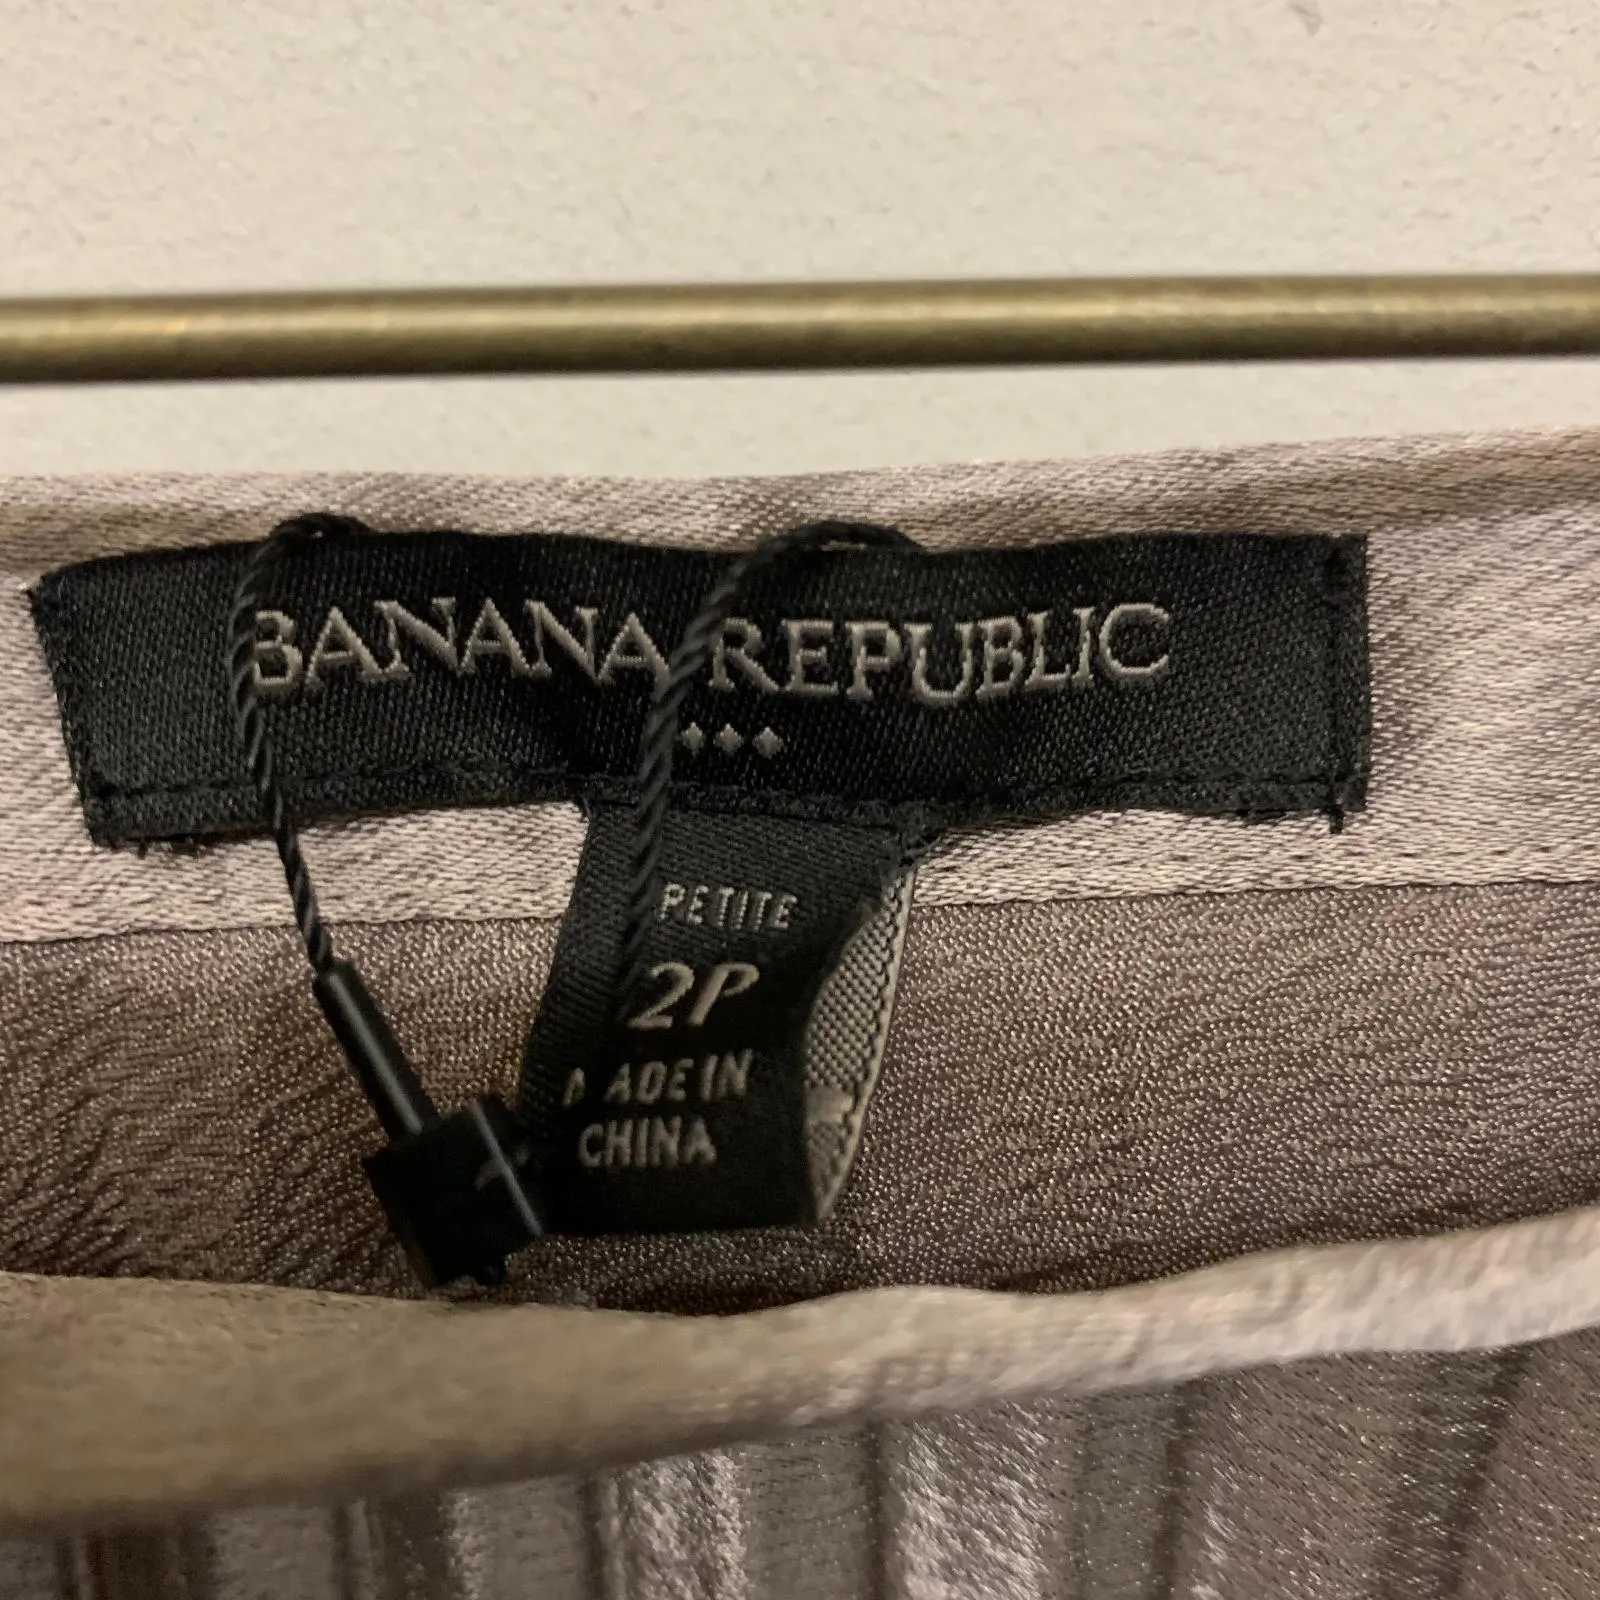 BANANA REPUBLIC
PETITE
2P
MADE IN
CHINA